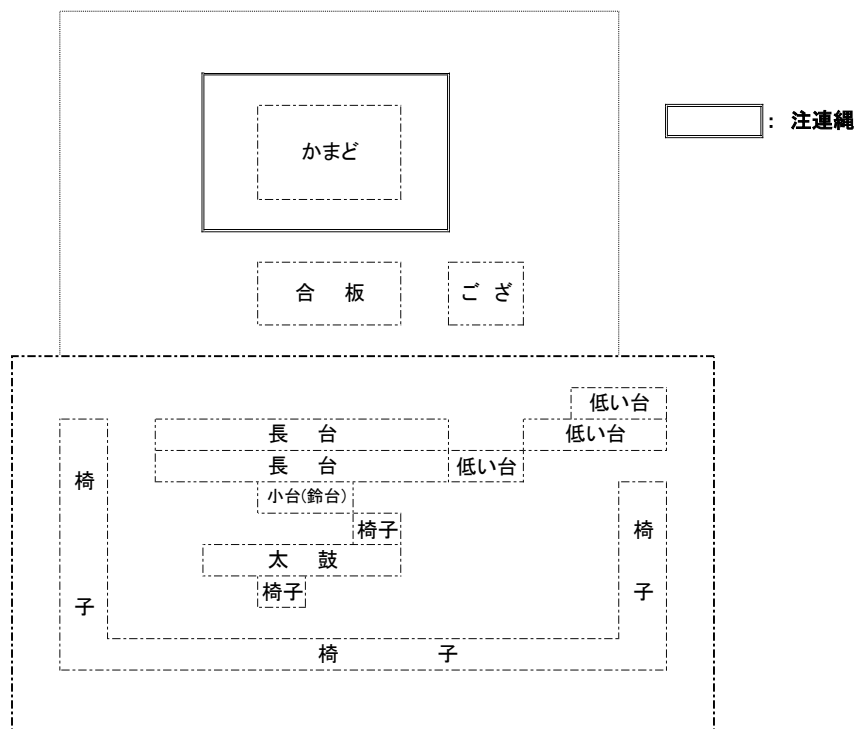 かまど
： 注連縄
合 板
ご ざ
低い台
長 台
低い台
長 台
低い台
椅 子
小台(鈴台)
椅子
椅 子
太 鼓
椅子
椅 子